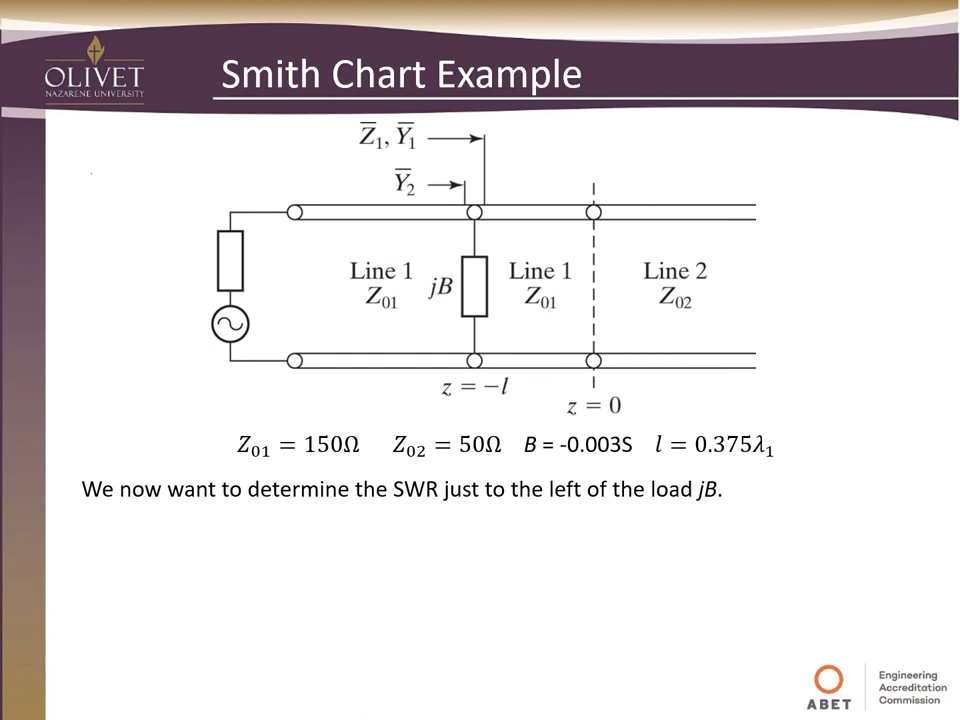 Smith Chart Example
OLIVET
NAZARENE UNIVERSITY
Z̅₁, Y̅₁
Y̅₂
Line 1
Z₀₁
jB
Line 1
Z₀₁
Line 2
Z₀₂
z = −l
z = 0
Z₀₁ = 150Ω Z₀₂ = 50Ω B = -0.003S l = 0.375λ₁
We now want to determine the SWR just to the left of the load jB.
ABET
Engineering
Accreditation
Commission